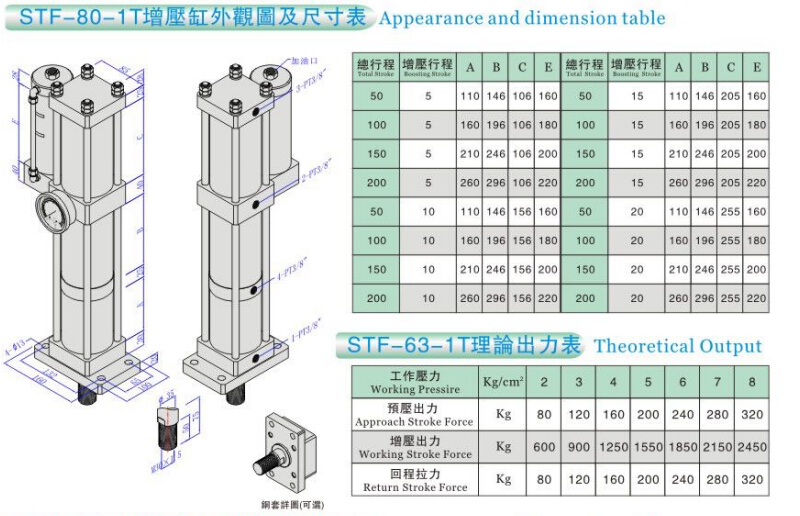 STF-80-1T增壓缸外觀圖及尺寸表 Appearance and dimension table
加油口
3-PT3/8"
2-PT3/8"
4-PT3/8"
1-PT3/8"
4-Φ13
132
160
Φ 35
M30×1.5
銅套詳圖(可選)
總行程 增壓行程 A B C E 總行程 增壓行程 A B C E
Total Stroke Boosting Stroke Total Stroke Boosting Stroke
50 5 110 146 106 160 50 15 110 146 205 160
100 5 160 196 106 180 100 15 160 196 205 180
150 5 210 246 106 200 150 15 210 246 205 200
200 5 260 296 106 220 200 15 260 296 205 220
50 10 110 146 156 160 50 20 110 146 255 160
100 10 160 196 156 180 100 20 160 196 255 180
150 10 210 246 156 200 150 20 210 246 255 200
200 10 260 296 156 220 200 20 260 296 255 220
STF-63-1T理論出力表 Theoretical Output
工作壓力 Kg/cm² 2 3 4 5 6 7 8
Working Pressire
預壓出力 Kg 80 120 160 200 240 280 320
Approach Stroke Force
增壓出力 Kg 600 900 1250 1550 1850 2150 2450
Working Stroke Force
回程拉力 Kg 80 120 160 200 240 280 320
Return Stroke Force